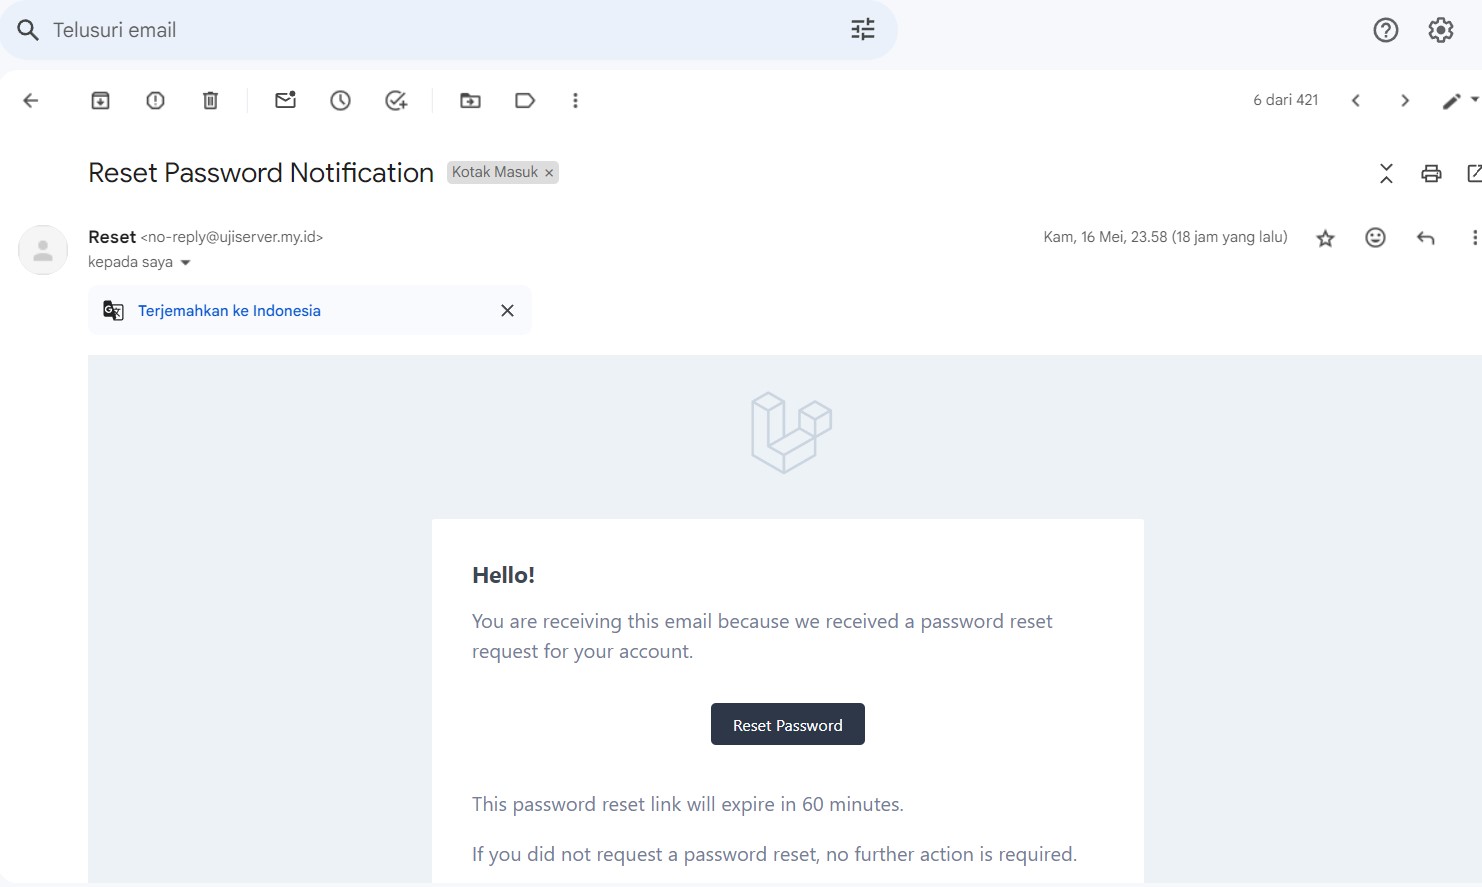 Telusuri email
6 dari 421
Reset Password Notification
Kotak Masuk ×
Reset <no-reply@ujiserver.my.id>
Kam, 16 Mei, 23.58 (18 jam yang lalu)
kepada saya
Terjemahkan ke Indonesia
Hello!
You are receiving this email because we received a password reset
request for your account.
Reset Password
This password reset link will expire in 60 minutes.
If you did not request a password reset, no further action is required.